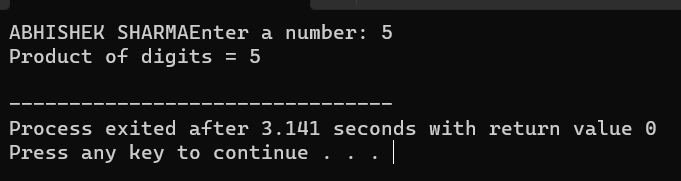 ABHISHEK SHARMAEnter a number: 5
Product of digits = 5
--------------------------------
Process exited after 3.141 seconds with return value 0
Press any key to continue . . .